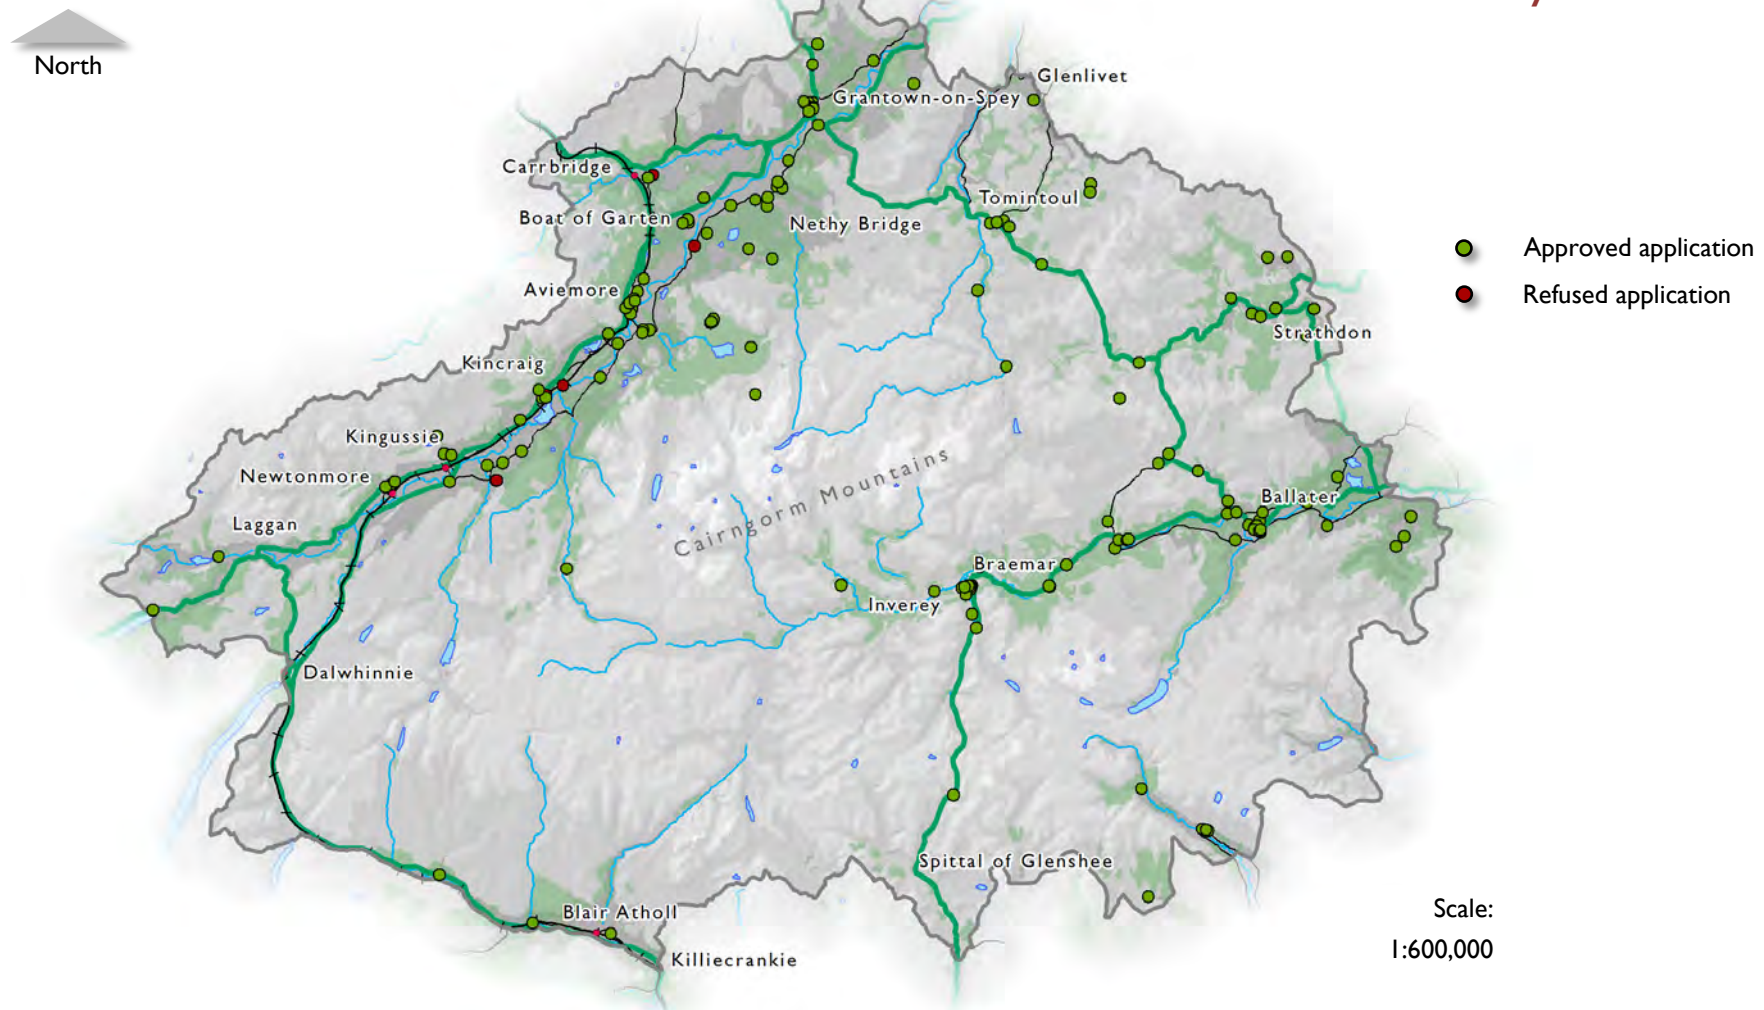 North
Glenlivet
Grantown-on-Spey
Carrbridge
Tomintoul
Boat of Garten
Nethy Bridge
Approved application
Aviemore
Refused application
Strathdon
Kincraig
Kingussie
Newtonmore
Cairngorm Mountains
Ballater
Laggan
Braemar
Inverey
Dalwhinnie
Spittal of Glenshee
Blair Atholl
Killiecrankie
Scale:
1:600,000